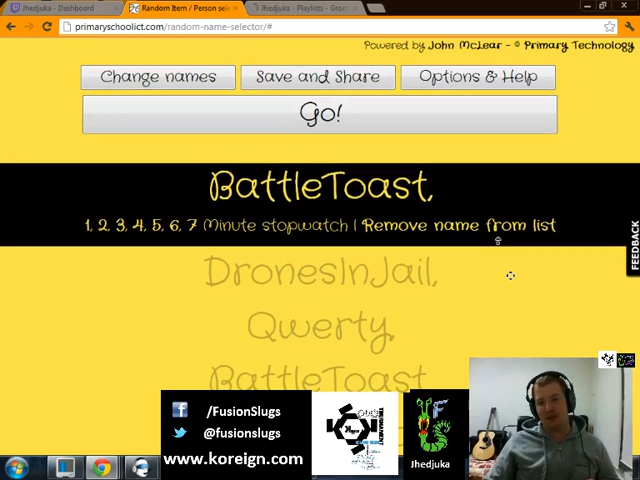 Jhedjuka - Dashboard
Random Item / Person sele
Jhedjuka - Playlists - Groo
primaryschoolict.com/random-name-selector/#
Powered by John McLear - © Primary Technology
Change names
Save and Share
Options & Help
Go!
BattleToast,
1, 2, 3, 4, 5, 6, 7 Minute stopwatch | Remove name from list
FEEDBACK
DronesInJail,
Qwerty,
BattleToast
/FusionSlugs
@fusionslugs
www.koreign.com
Jhedjuka